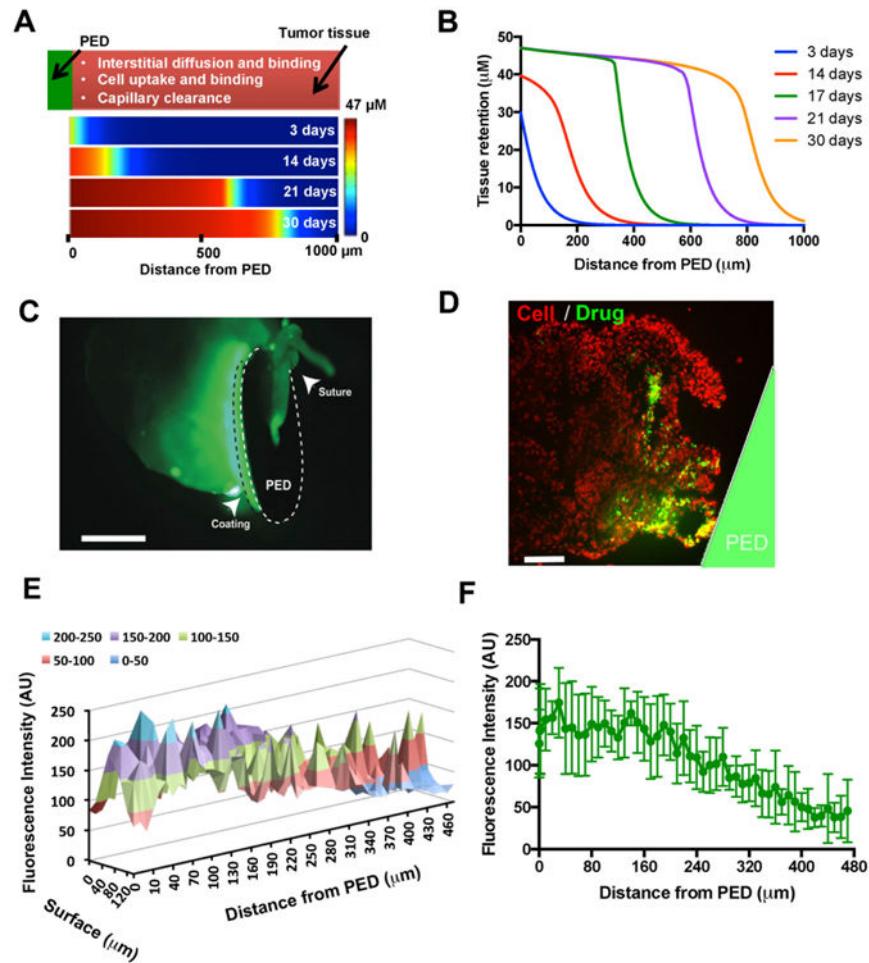 A
PED
Tumor tissue
• Interstitial diffusion and binding
• Cell uptake and binding
• Capillary clearance
47 μM
3 days
14 days
21 days
30 days
0
0
500
1000 μm
Distance from PED
B
Tissue retention (μM)
50
40
30
20
10
0
0 200 400 600 800 1000
Distance from PED (μm)
3 days
14 days
17 days
21 days
30 days
C
Suture
PED
Coating
D
Cell / Drug
PED
E
200-250 150-200 100-150
50-100 0-50
Fluorescence Intensity (AU)
250
200
150
100
50
0
0 40 80 120
Surface (μm)
0 10 40 70 100 130 160 190 220 250 280 310 340 370 400 430 460
Distance from PED (μm)
F
Fluorescence Intensity (AU)
250
200
150
100
50
0
0 80 160 240 320 400 480
Distance from PED (μm)